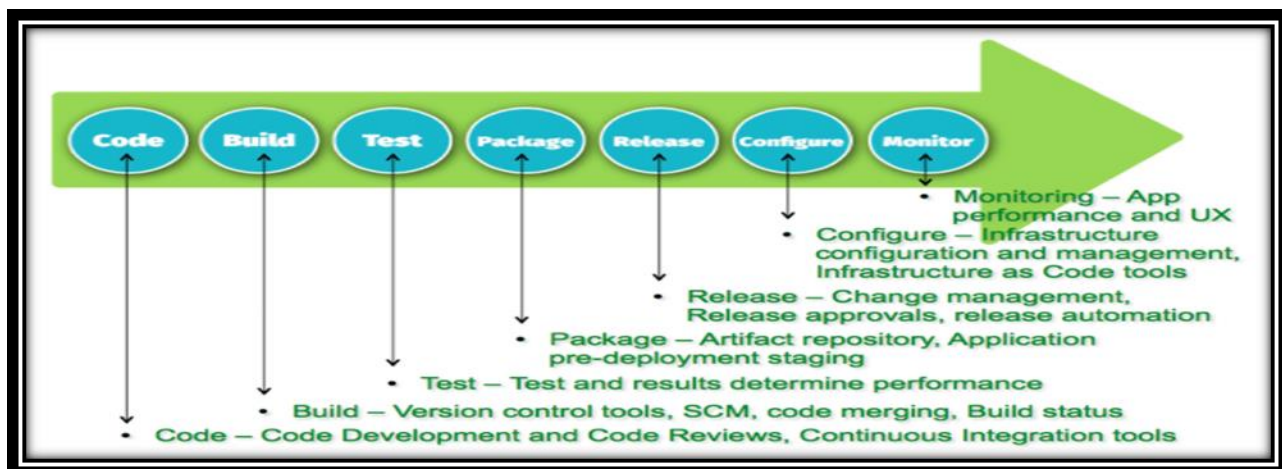 Code
Build
Test
Package
Release
Configure
Monitor
• Monitoring – App
performance and UX
• Configure – Infrastructure
configuration and management,
Infrastructure as Code tools
• Release – Change management,
Release approvals, release automation
• Package – Artifact repository, Application
pre-deployment staging
• Test – Test and results determine performance
• Build – Version control tools, SCM, code merging, Build status
• Code – Code Development and Code Reviews, Continuous Integration tools